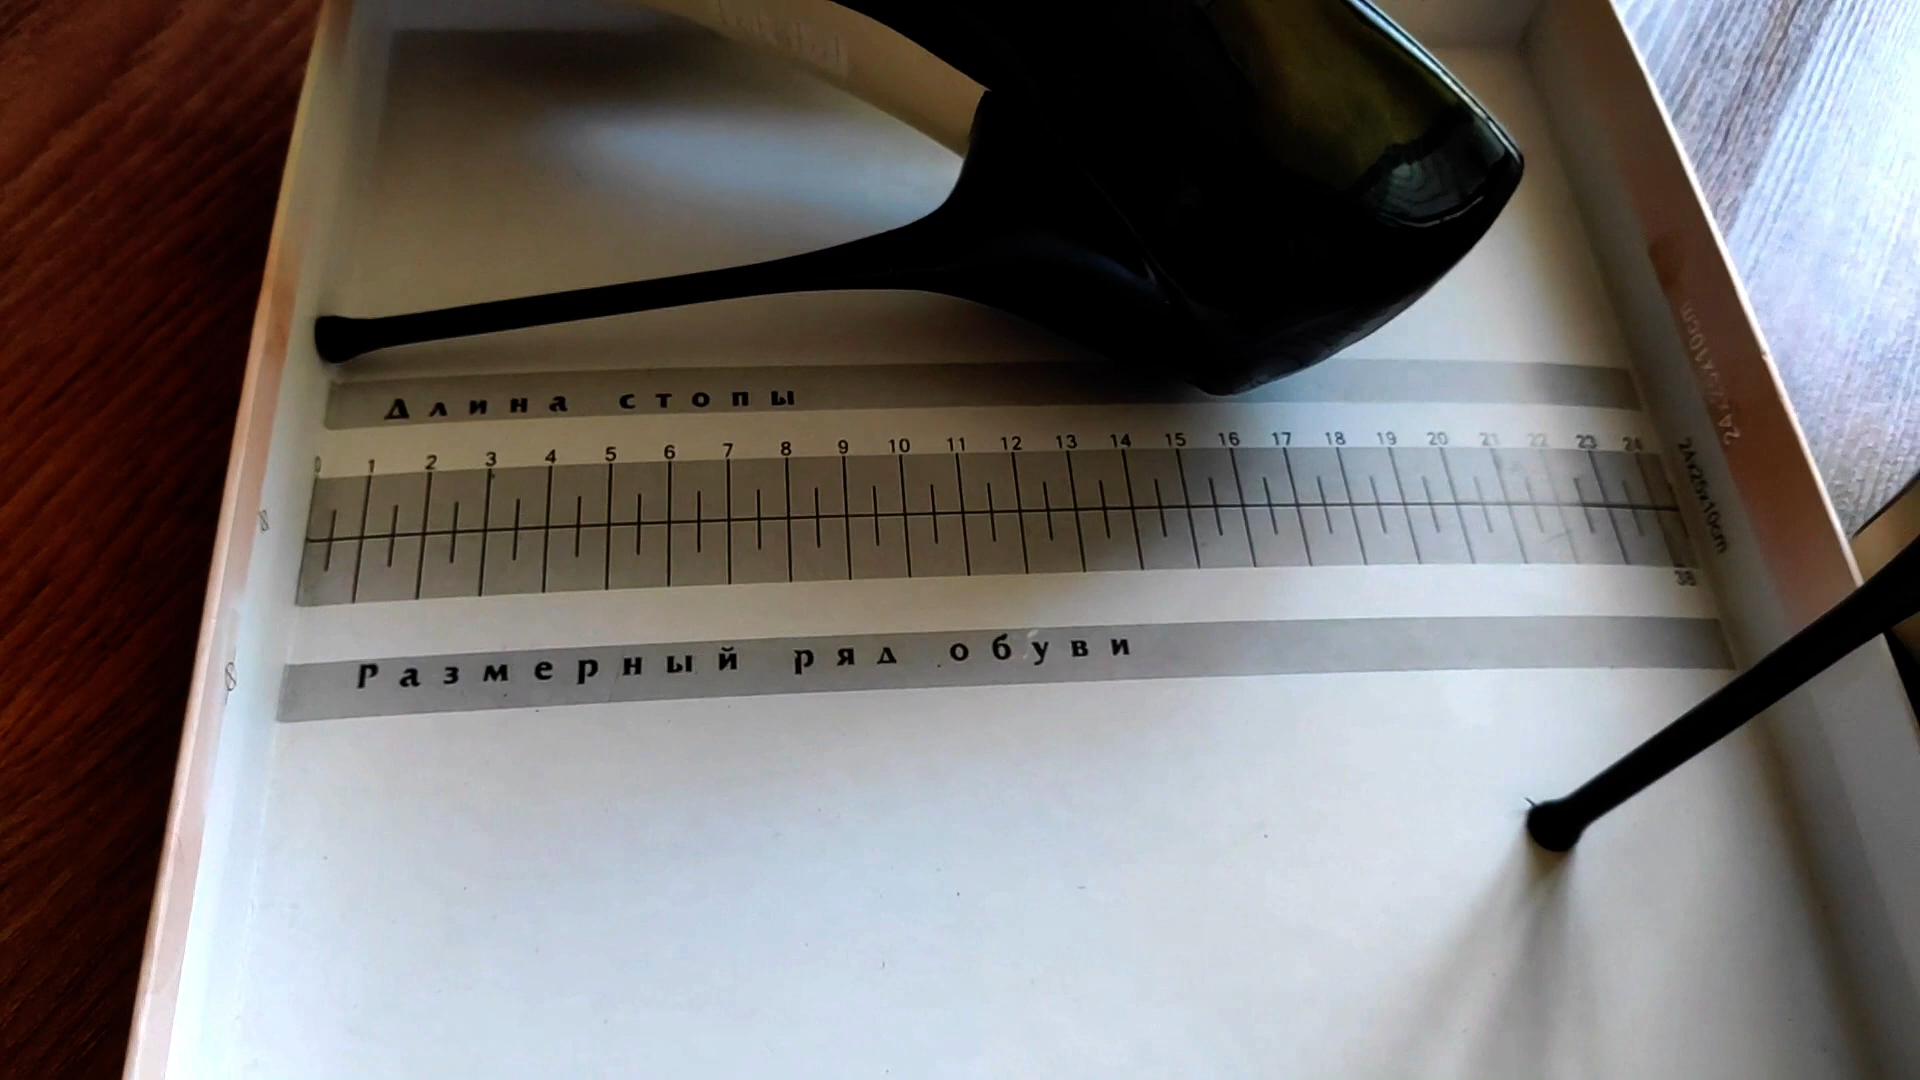 Длина стопы
0 1 2 3 4 5 6 7 8 9 10 11 12 13 14 15 16 17 18 19 20 21 22 23 24
38
Размерный ряд обуви